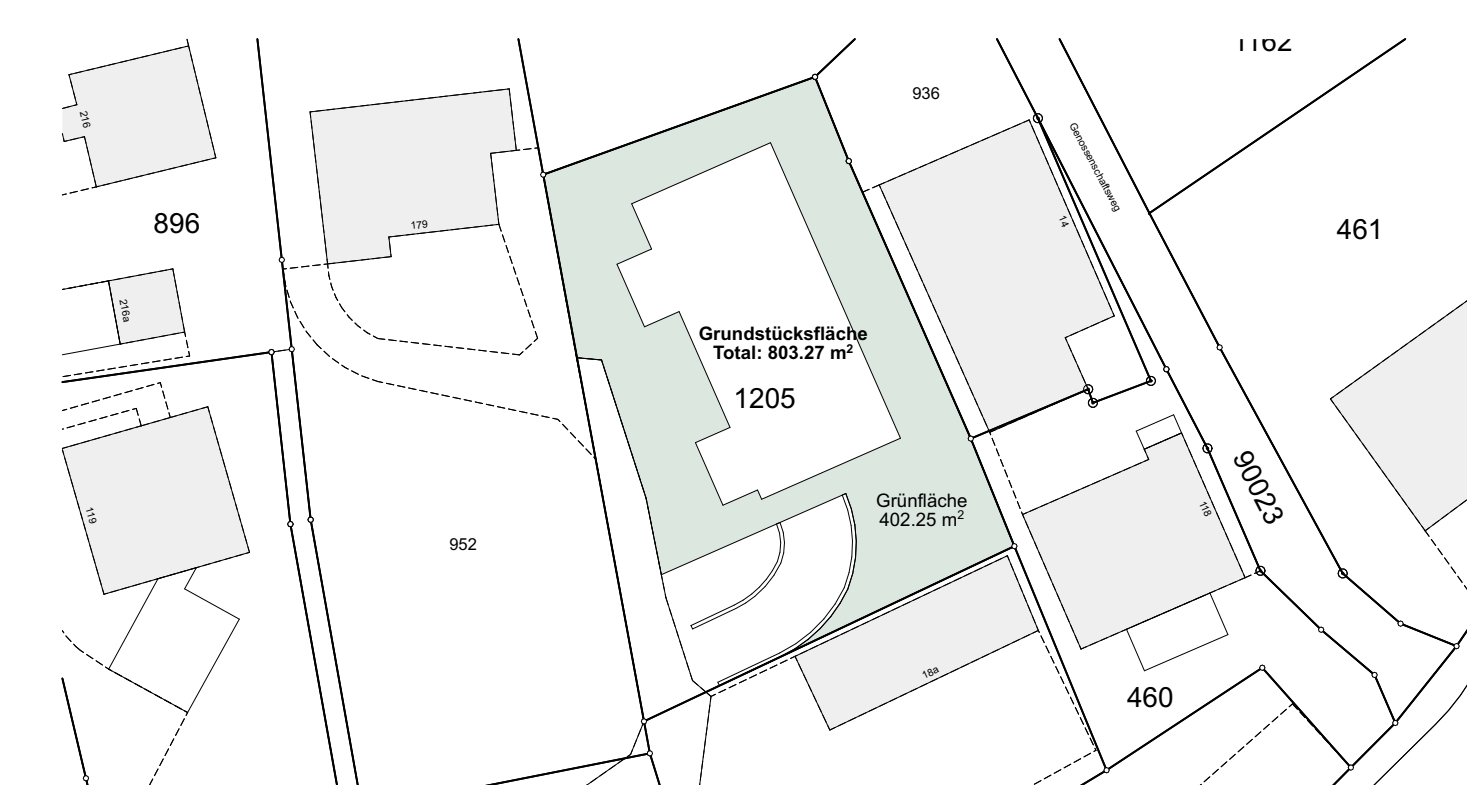 1162
936
216
Genossenschaftsweg
896
179
14
461
216a
Grundstücksfläche
Total: 803.27 m²
1205
90023
Grünfläche
402.25 m²
118
119
952
18a
460